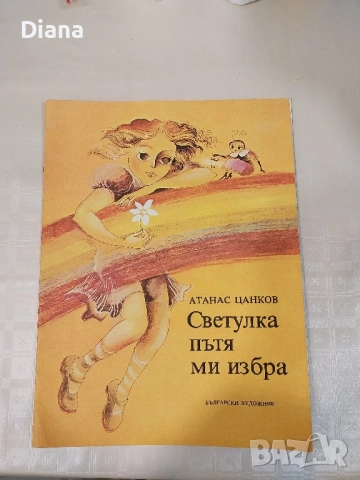 Diana
АТАНАС ЦАНКОВ
Светулка
пътя
ми избра
БЪЛГАРСКИ ХУДОЖНИК
BAZAR